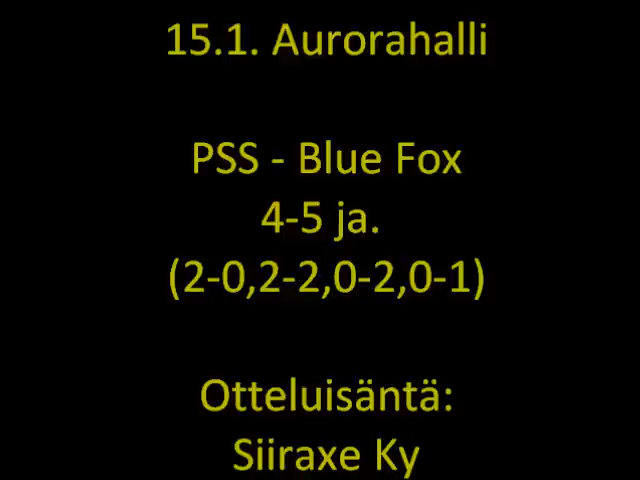 15.1. Aurorahalli
PSS - Blue Fox
4-5 ja.
(2-0,2-2,0-2,0-1)
Otteluisäntä:
Siiraxe Ky